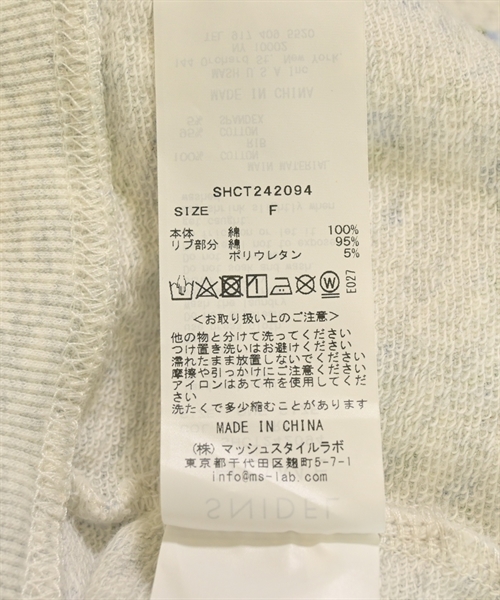 SHCT242094
SIZE F
本体 綿 100%
リブ部分 綿 95%
ポリウレタン 5%
E027
<お取り扱い上のご注意>
他の物と分けて洗ってください
つけ置き洗いはお避けください
濡れたまま放置しないでください
摩擦や引っかけにご注意ください
アイロンはあて布を使用してくだ
さい
洗たくで多少縮むことがあります
MADE IN CHINA
(株) マッシュスタイルラボ
東京都千代田区麹町5-7-1
info@ms-lab.com